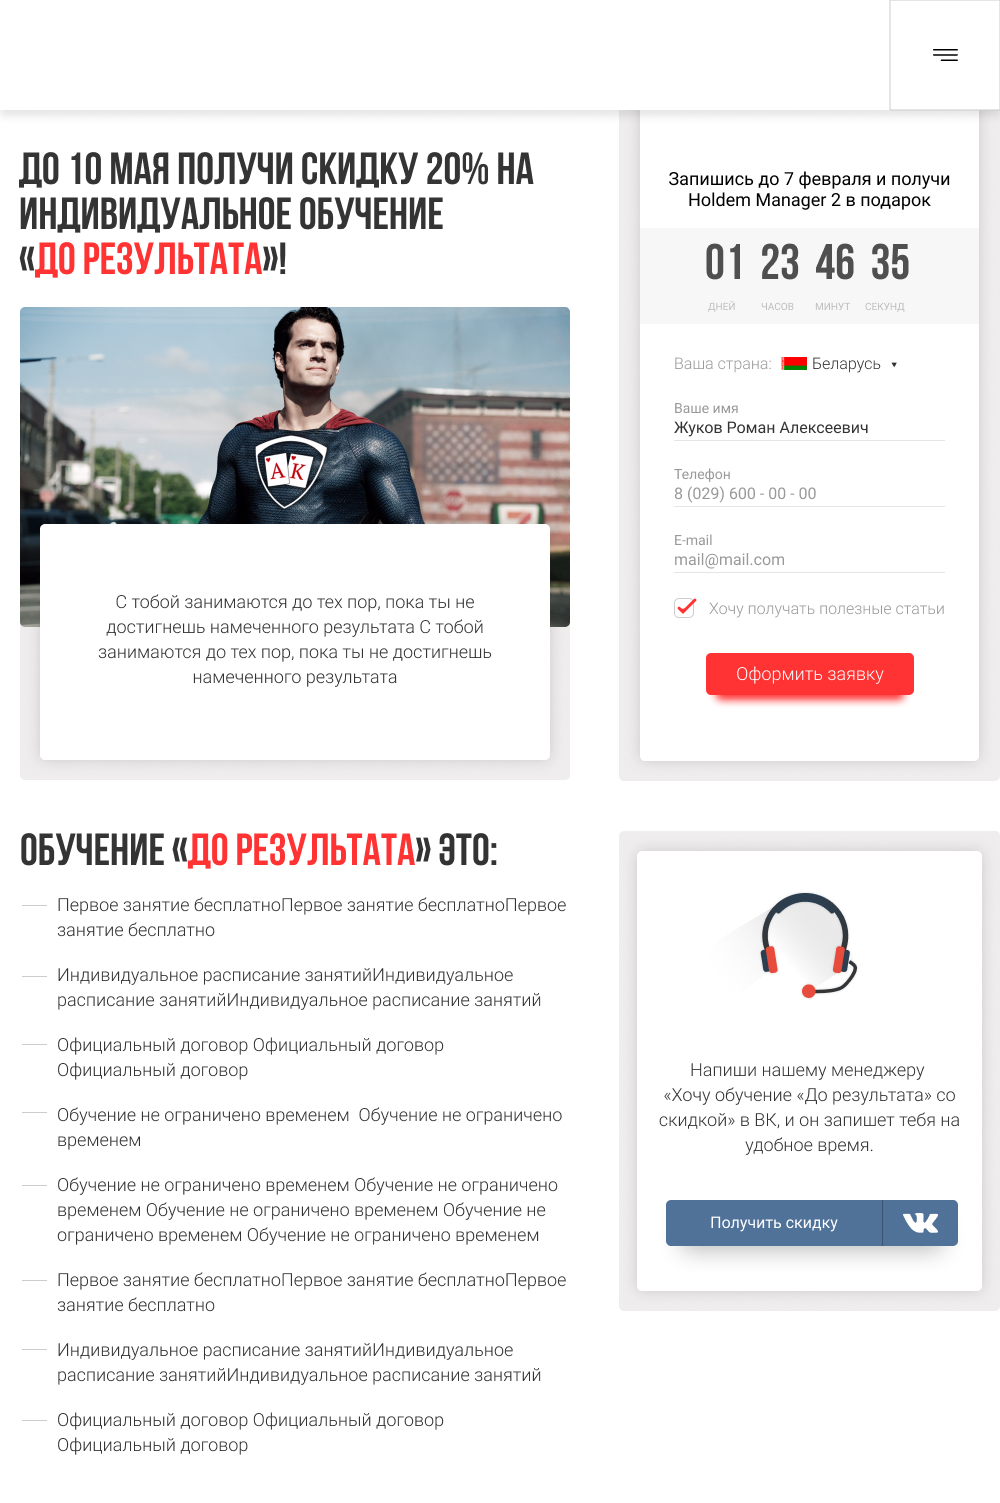 ДО 10 МАЯ ПОЛУЧИ СКИДКУ 20% НА
ИНДИВИДУАЛЬНОЕ ОБУЧЕНИЕ
«ДО РЕЗУЛЬТАТА»!
A K
С тобой занимаются до тех пор, пока ты не
достигнешь намеченного результата С тобой
занимаются до тех пор, пока ты не достигнешь
намеченного результата
Запишись до 7 февраля и получи
Holdem Manager 2 в подарок
01 23 46 35
ДНЕЙ ЧАСОВ МИНУТ СЕКУНД
Ваша страна: Беларусь
Ваше имя
Жуков Роман Алексеевич
Телефон
8 (029) 600 - 00 - 00
E-mail
mail@mail.com
Хочу получать полезные статьи
Оформить заявку
ОБУЧЕНИЕ «ДО РЕЗУЛЬТАТА» ЭТО:
Первое занятие бесплатноПервое занятие бесплатноПервое
занятие бесплатно
Индивидуальное расписание занятийИндивидуальное
расписание занятийИндивидуальное расписание занятий
Официальный договор Официальный договор
Официальный договор
Обучение не ограничено временем  Обучение не ограничено
временем
Обучение не ограничено временем Обучение не ограничено
временем Обучение не ограничено временем Обучение не
ограничено временем Обучение не ограничено временем
Первое занятие бесплатноПервое занятие бесплатноПервое
занятие бесплатно
Индивидуальное расписание занятийИндивидуальное
расписание занятийИндивидуальное расписание занятий
Официальный договор Официальный договор
Официальный договор
Напиши нашему менеджеру
«Хочу обучение «До результата» со
скидкой» в ВК, и он запишет тебя на
удобное время.
Получить скидку